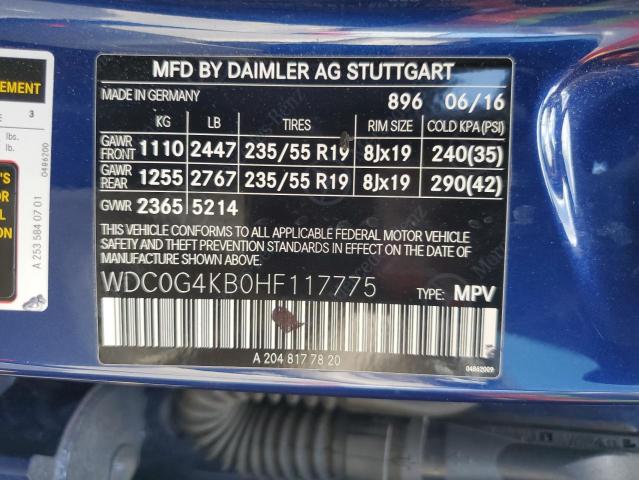 MFD BY DAIMLER AG STUTTGART
MADE IN GERMANY 896 06/16
KG LB TIRES RIM SIZE COLD KPA(PSI)
GAWR FRONT 1110 2447 235/55 R19 8Jx19 240(35)
GAWR REAR 1255 2767 235/55 R19 8Jx19 290(42)
GVWR 2365 5214
THIS VEHICLE CONFORMS TO ALL APPLICABLE FEDERAL MOTOR VEHICLE
SAFETY AND THEFT PREVENTION STANDARDS IN EFFECT ON THE DATE OF
MANUFACTURE SHOWN ABOVE.
WDC0G4KB0HF117775 TYPE: MPV
A 204 817 78 20
04862009
EMENT
E 3
lbs.
lb.
0486200
'S
A 253 584 07 01